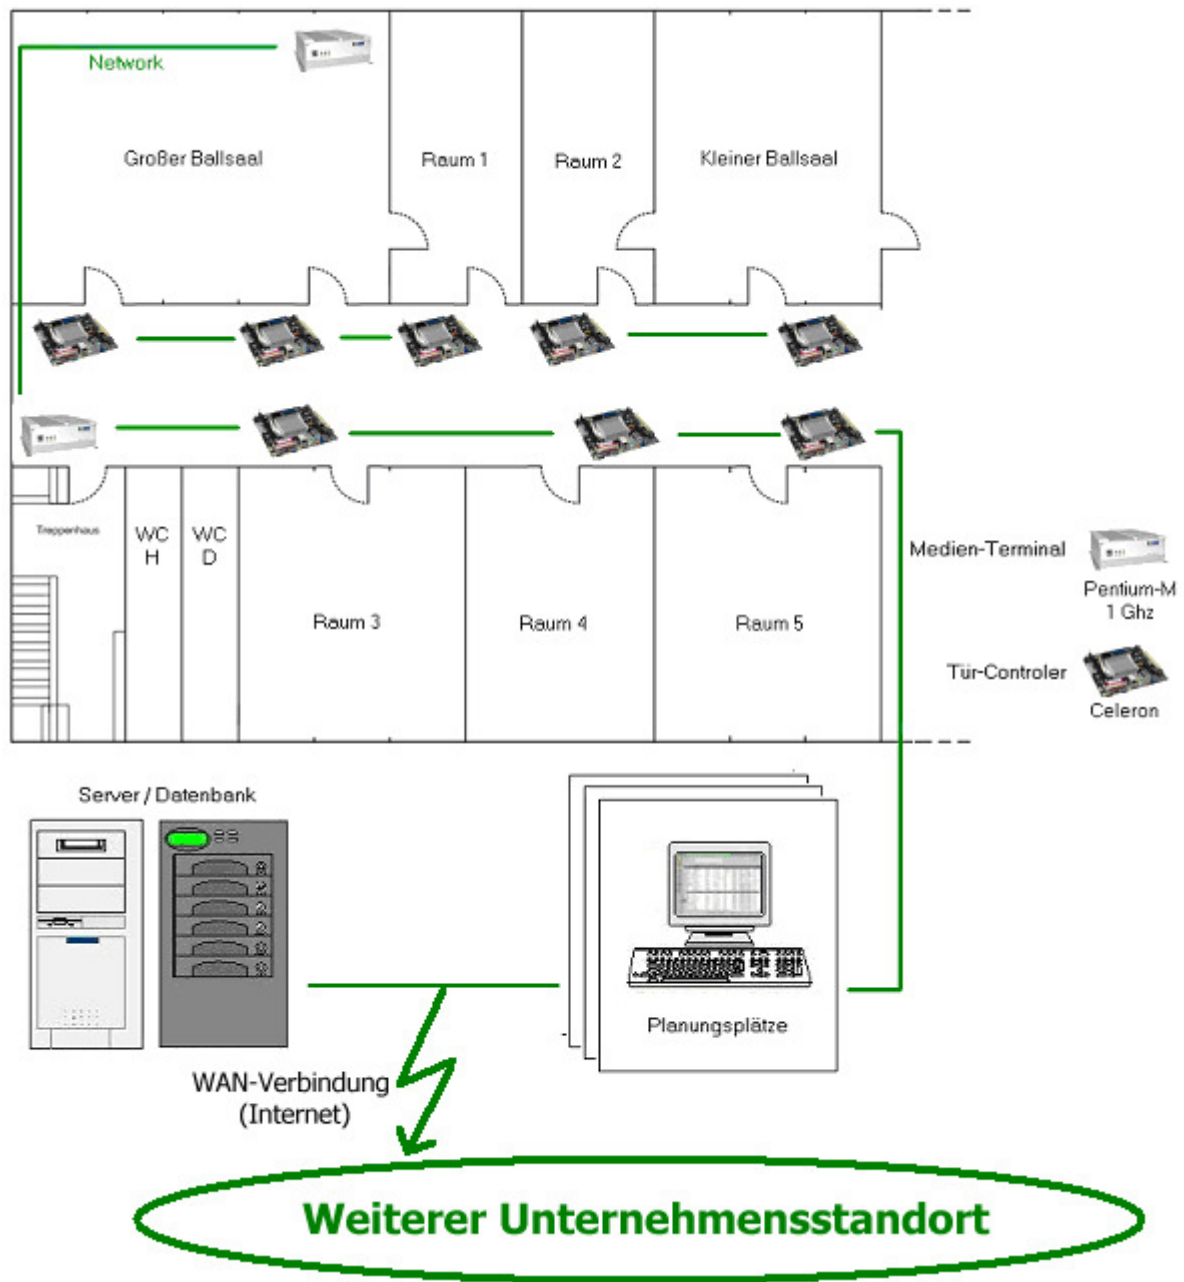 Network
Großer Ballsaal
Raum 1
Raum 2
Kleiner Ballsaal
Treppenhaus
WC
H
WC
D
Raum 3
Raum 4
Raum 5
Medien-Terminal
Pentium-M
1 Ghz
Tür-Controler
Celeron
Server / Datenbank
Planungsplätze
WAN-Verbindung
(Internet)
Weiterer Unternehmensstandort